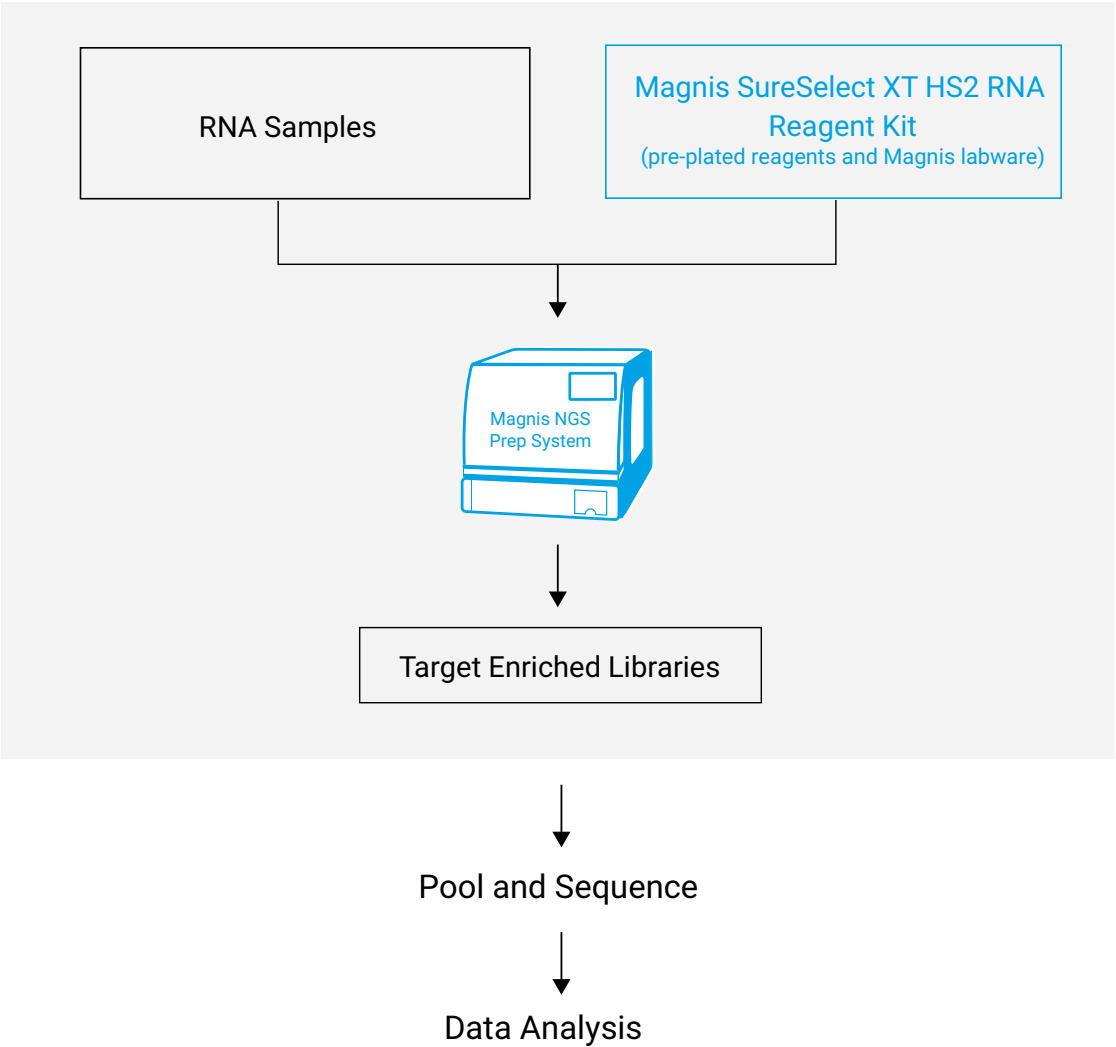 RNA Samples
Magnis SureSelect XT HS2 RNA
Reagent Kit
(pre-plated reagents and Magnis labware)
Magnis NGS
Prep System
Target Enriched Libraries
Pool and Sequence
Data Analysis